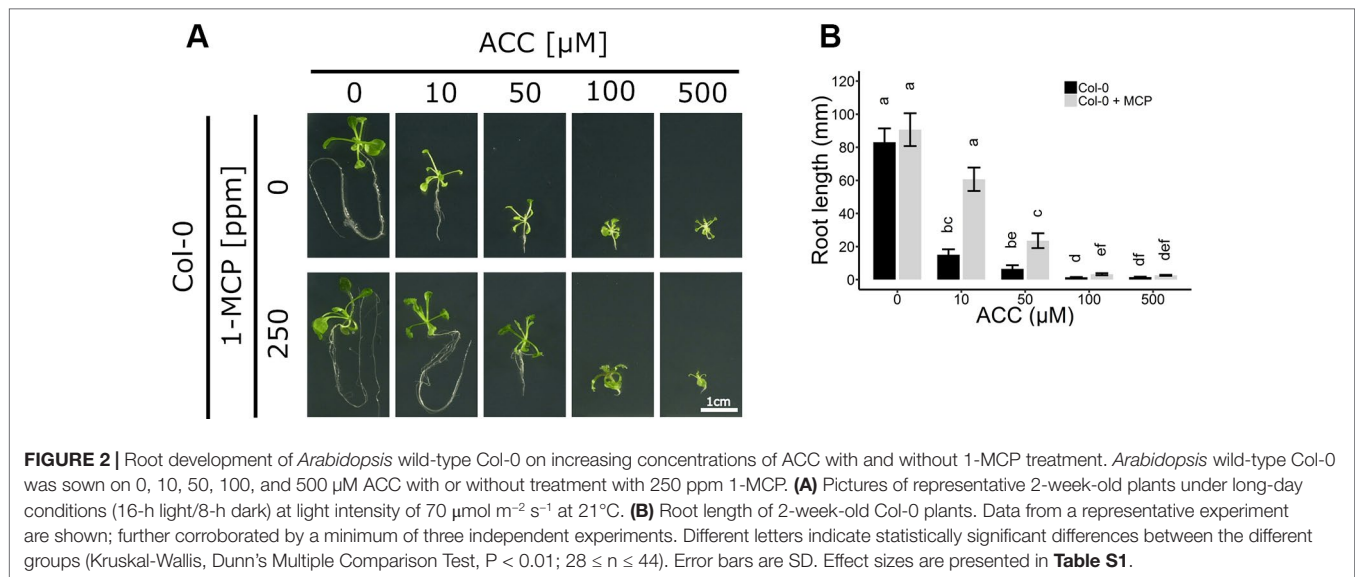 A
ACC [µM]
0 10 50 100 500
Col-0
1-MCP [ppm]
0
250
1cm
B
Root length (mm)
120
100
80
60
40
20
0
a a
bc a
be c
d ef
df def
Col-0
Col-0 + MCP
0 10 50 100 500
ACC (µM)
FIGURE 2 | Root development of Arabidopsis wild-type Col-0 on increasing concentrations of ACC with and without 1-MCP treatment. Arabidopsis wild-type Col-0
was sown on 0, 10, 50, 100, and 500 µM ACC with or without treatment with 250 ppm 1-MCP. (A) Pictures of representative 2-week-old plants under long-day
conditions (16-h light/8-h dark) at light intensity of 70 µmol m⁻² s⁻¹ at 21°C. (B) Root length of 2-week-old Col-0 plants. Data from a representative experiment
are shown; further corroborated by a minimum of three independent experiments. Different letters indicate statistically significant differences between the different
groups (Kruskal-Wallis, Dunn's Multiple Comparison Test, P < 0.01; 28 ≤ n ≤ 44). Error bars are SD. Effect sizes are presented in Table S1.